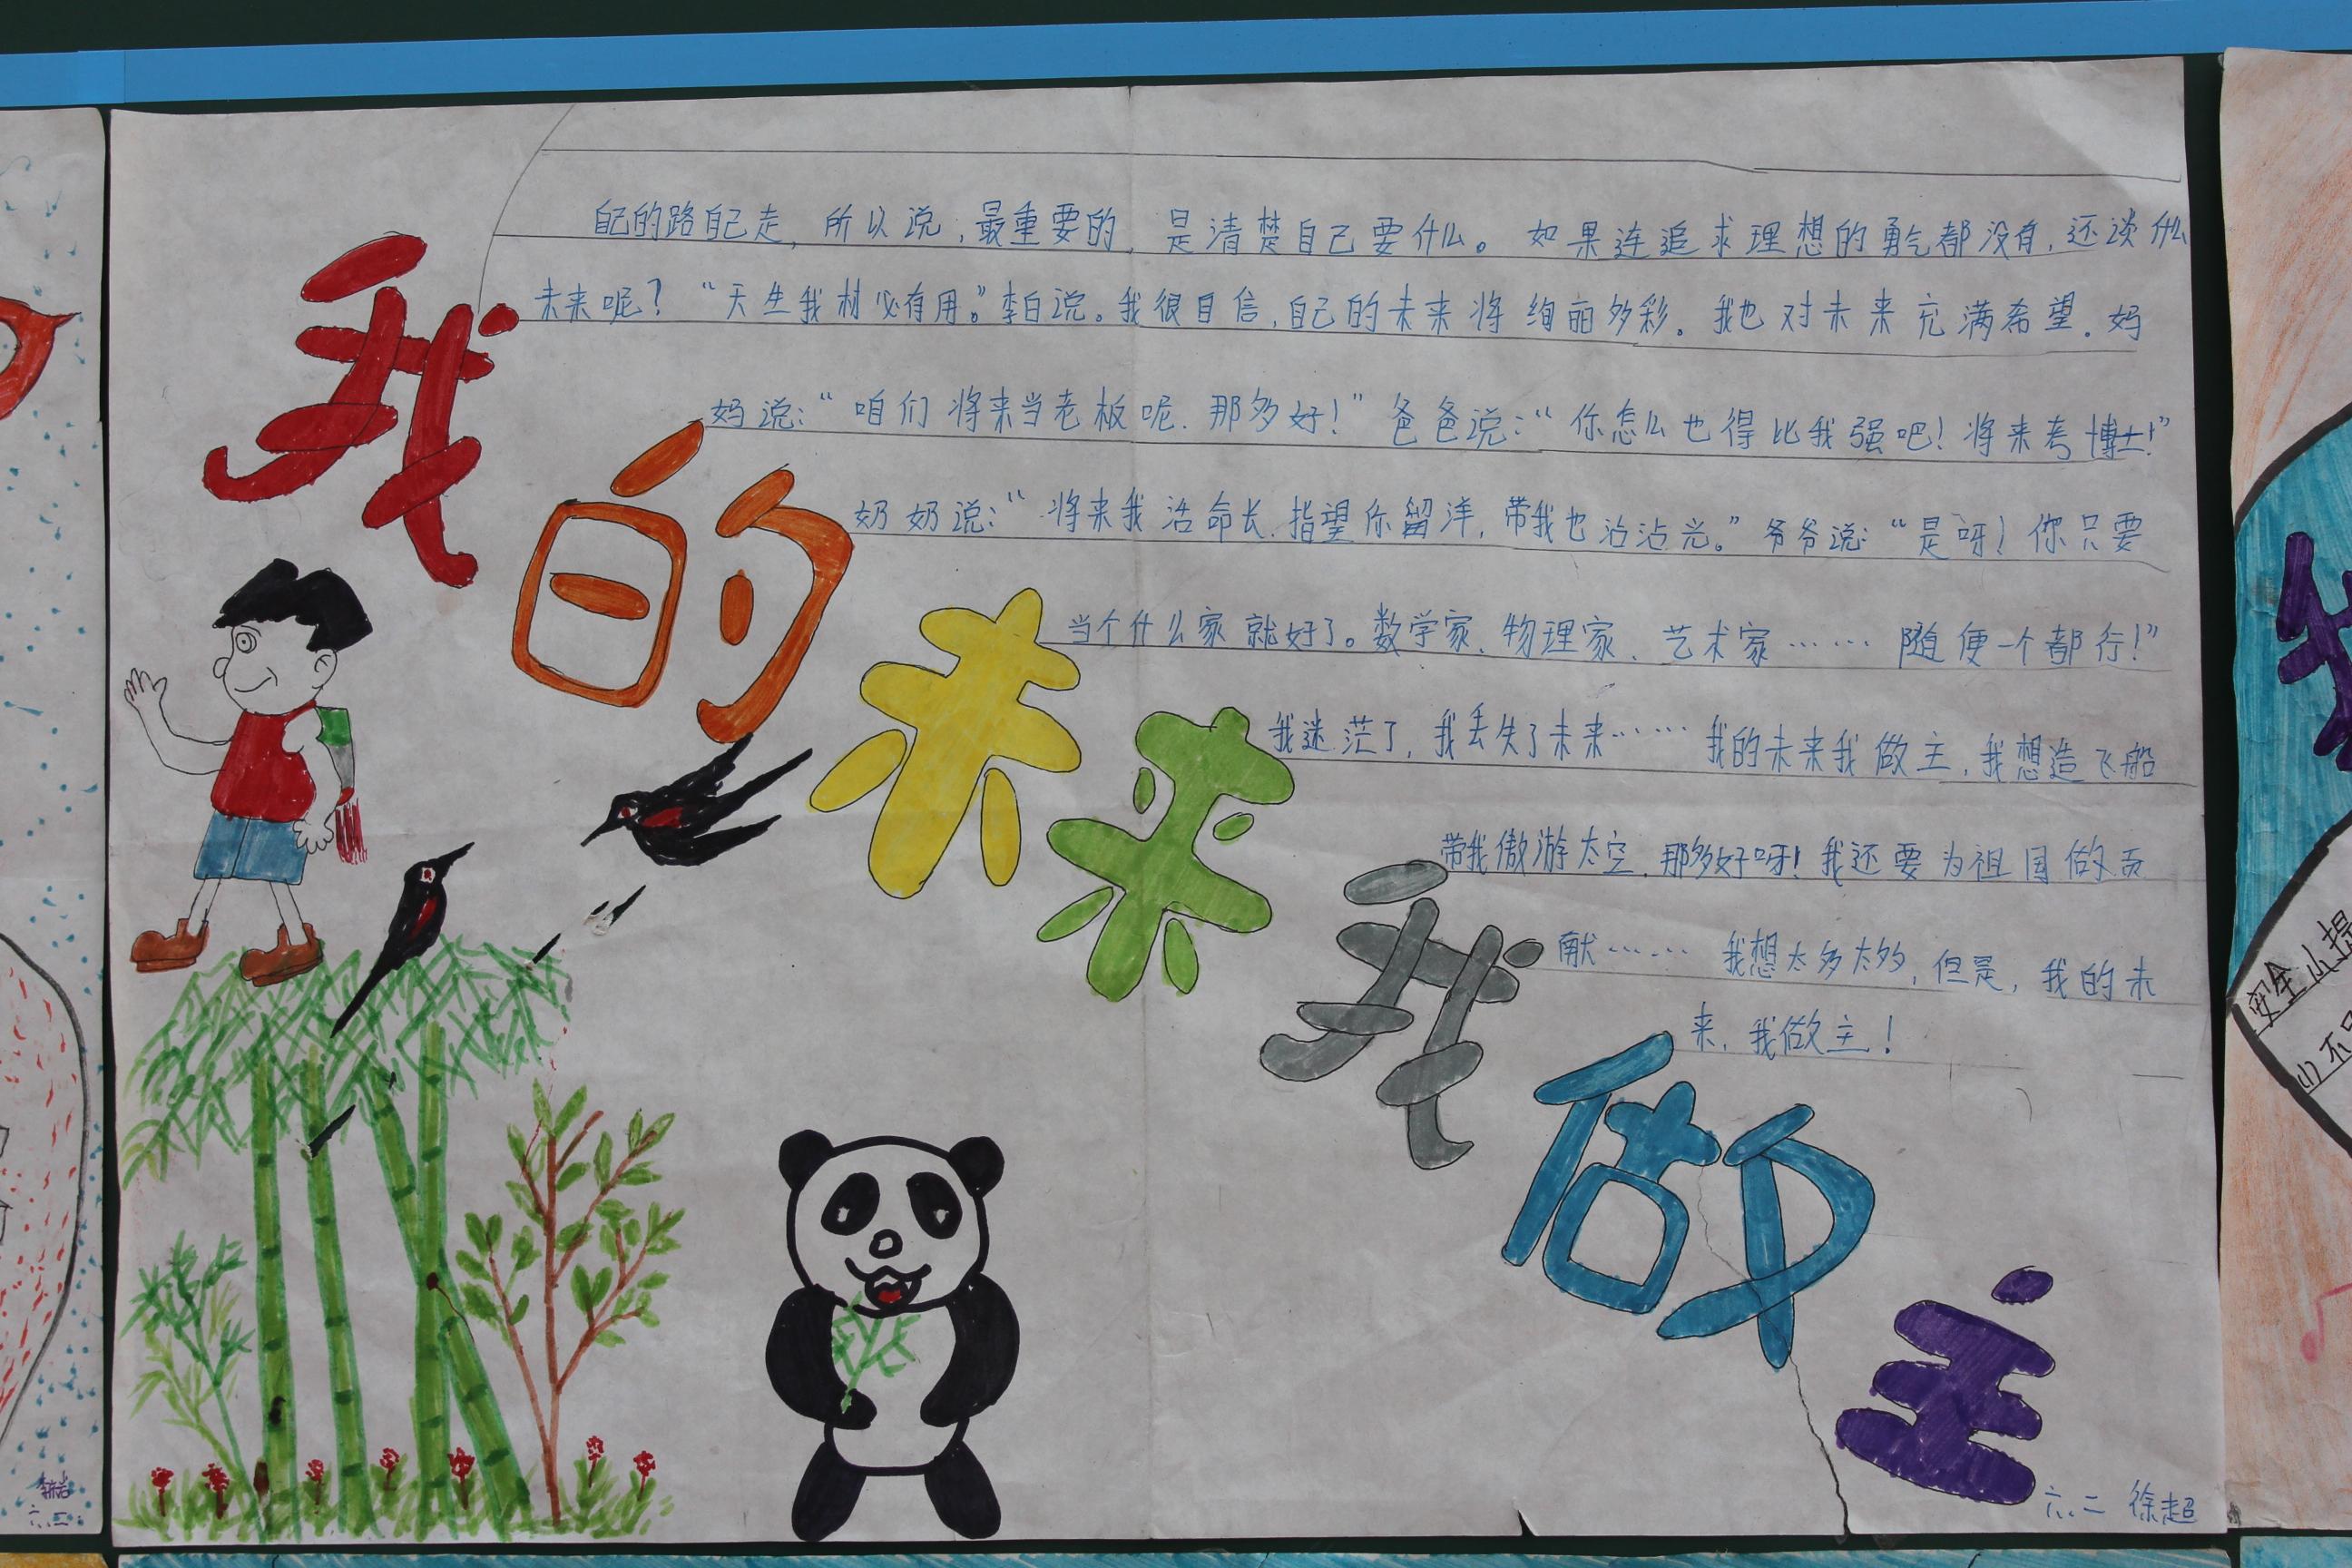 我的未来我做主
自己的路自己走,所以说,最重要的,是清楚自己要什么。如果连追求理想的勇气都没有,还谈什么
未来呢?“天生我材必有用。”李白说。我很自信,自己的未来将绚丽多彩。我也对未来充满希望.妈
妈说:“咱们将来当老板呢.那多好!”爸爸说:“你怎么也得比我强吧!将来考博士!”
奶奶说:“将来我活命长.指望你留洋,带我也沾沾光。”爷爷说:“是呀!你只要
当个什么家就好了。数学家、物理家、艺术家……随便一个都行!”
我迷茫了,我丢失了未来……我的未来我做主,我想造飞船
带我傲游太空,那多好呀!我还要为祖国做贡
献……我想太多太多,但是,我的未
来,我做主!
六、二 徐超
六、二
安全